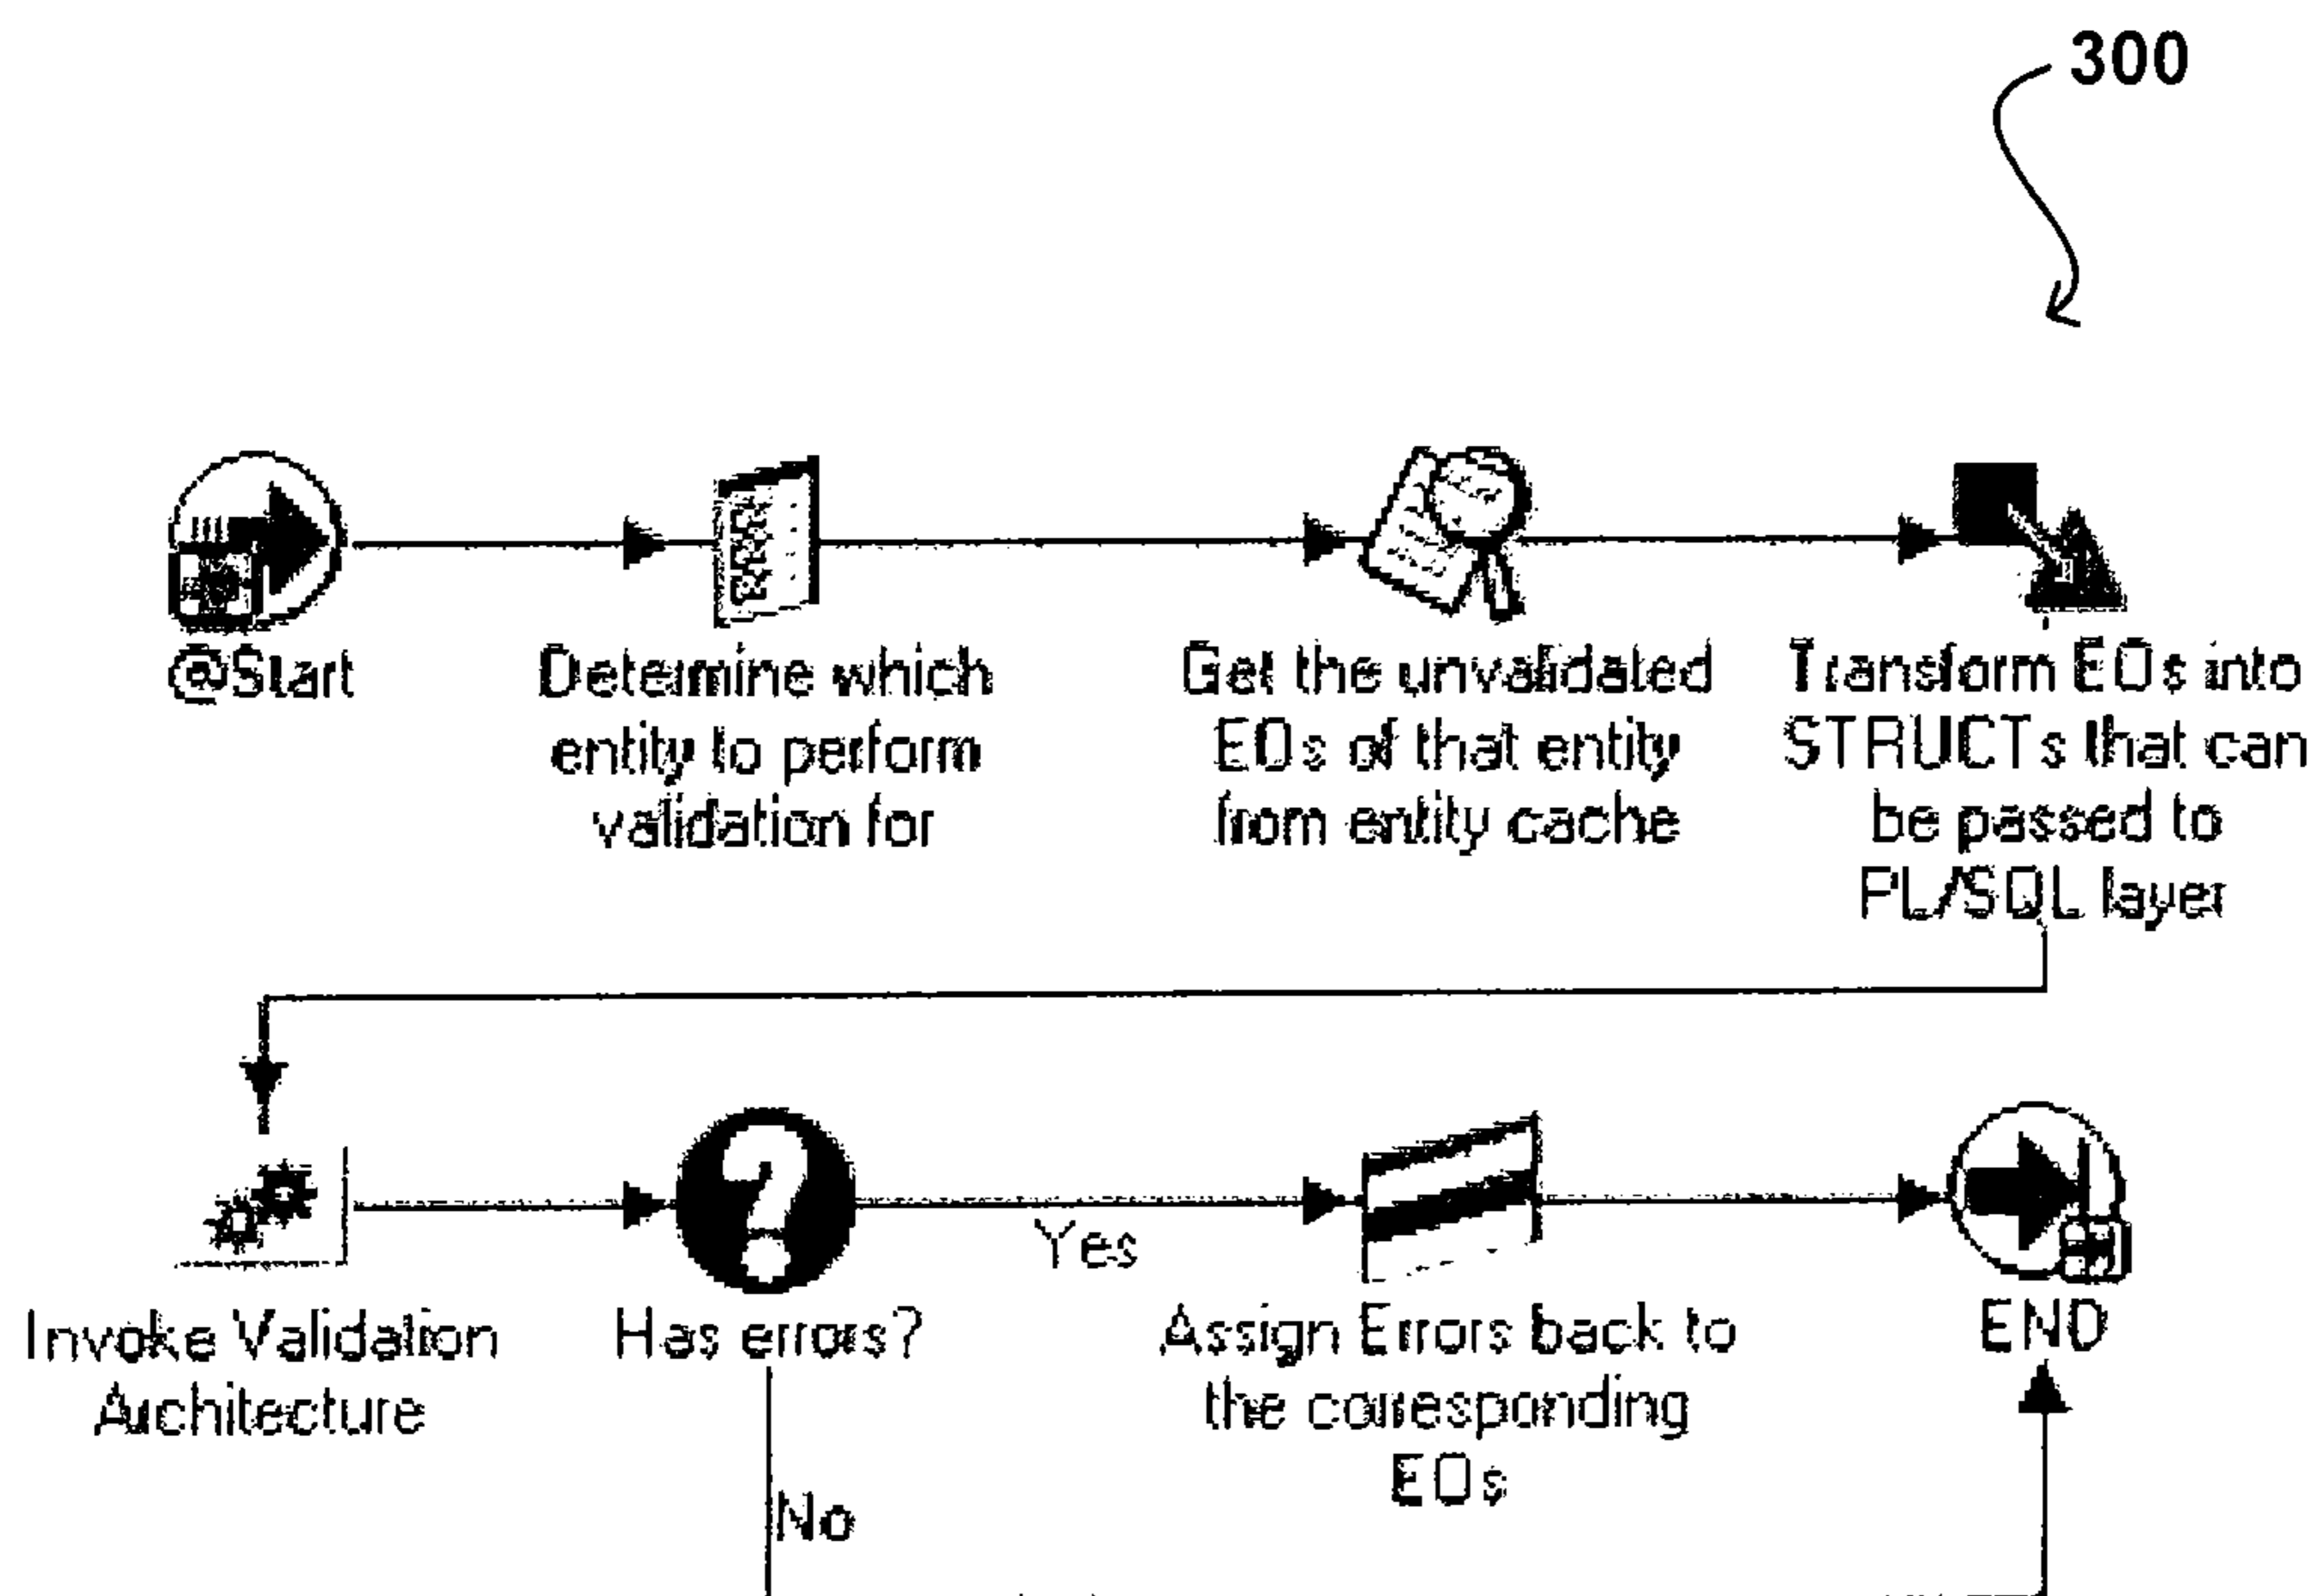 300
@Start
Determine which
entity to perform
validation for
Get the unvalidated
EOs of that entity
from entity cache
Transform EOs into
STRUCTs that can
be passed to
PL/SQL layer
Invoke Validation
Architecture
Has errors?
Yes
Assign Errors back to
the corresponding
EOs
END
No